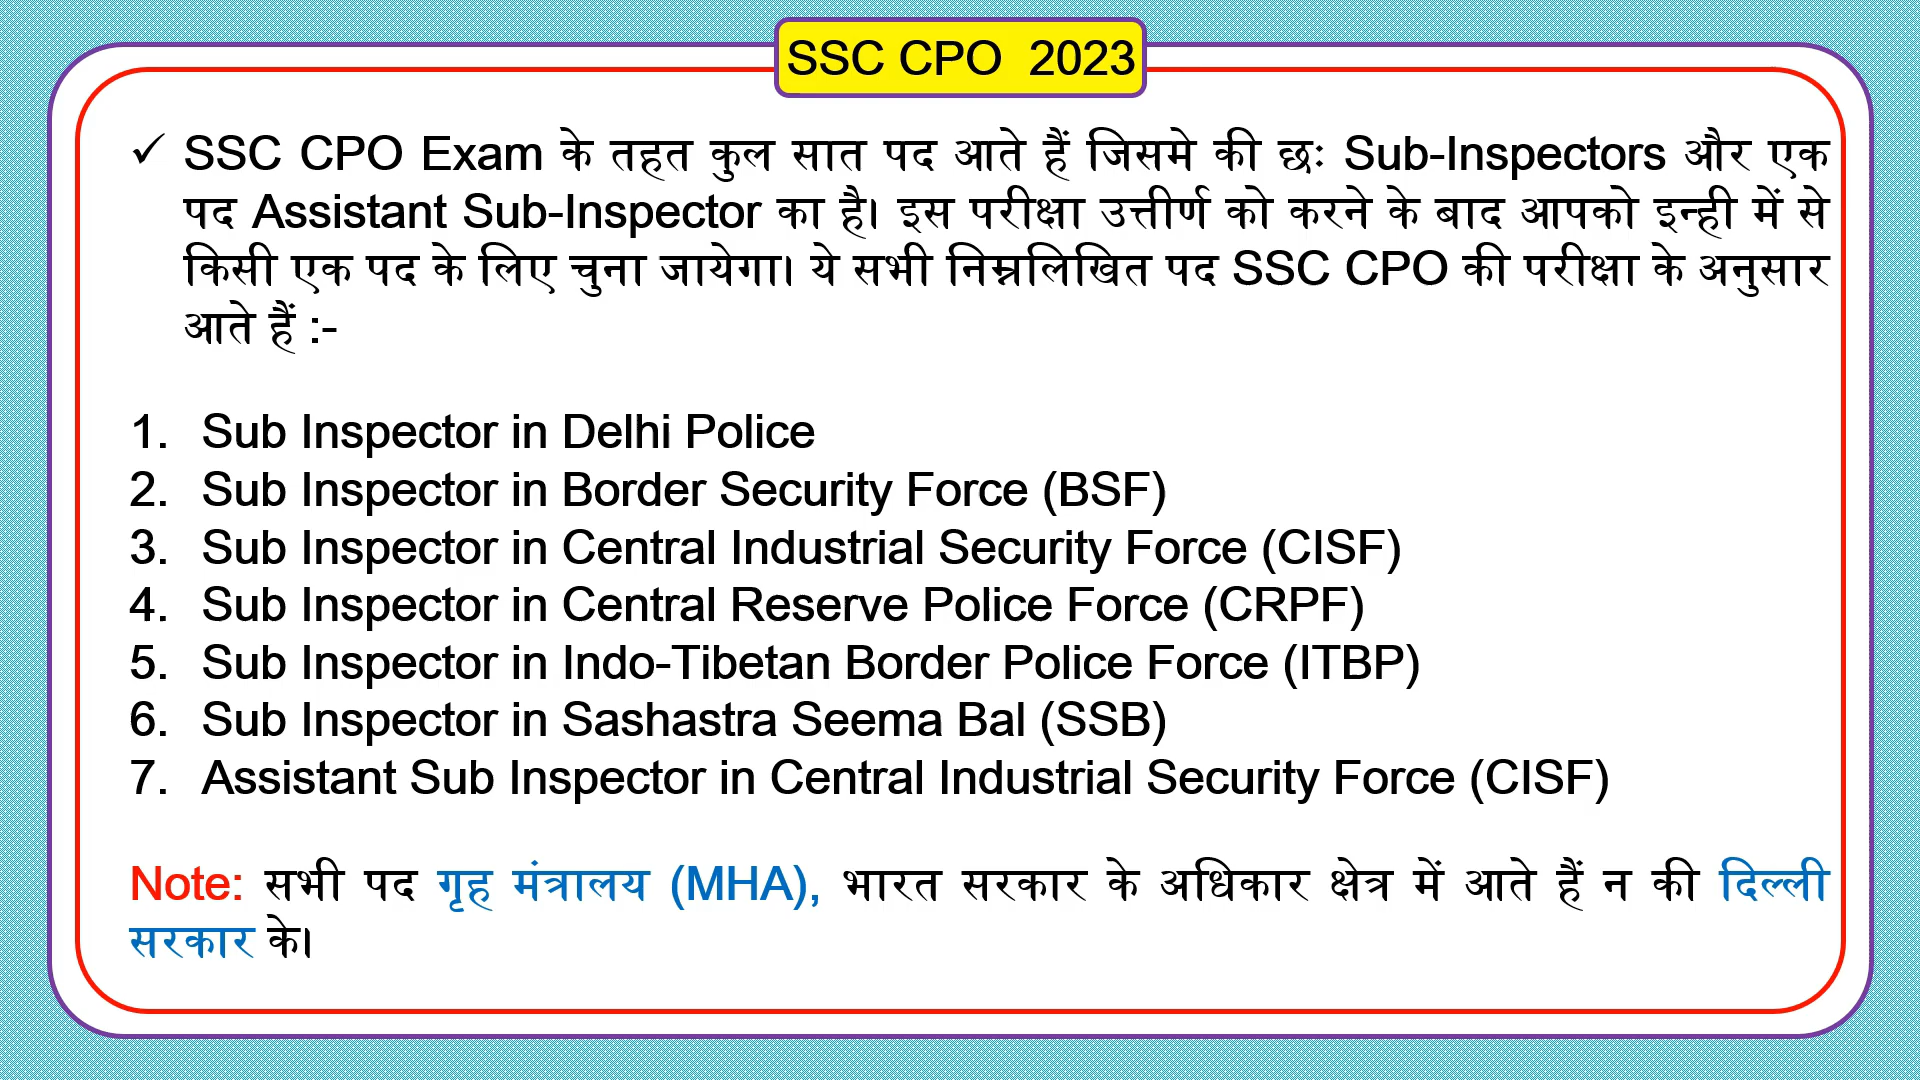 SSC CPO 2023
✓ SSC CPO Exam के तहत कुल सात पद आते हैं जिसमे की छः Sub-Inspectors और एक
पद Assistant Sub-Inspector का है। इस परीक्षा उत्तीर्ण को करने के बाद आपको इन्ही में से
किसी एक पद के लिए चुना जायेगा। ये सभी निम्नलिखित पद SSC CPO की परीक्षा के अनुसार
आते हैं :-
1. Sub Inspector in Delhi Police
2. Sub Inspector in Border Security Force (BSF)
3. Sub Inspector in Central Industrial Security Force (CISF)
4. Sub Inspector in Central Reserve Police Force (CRPF)
5. Sub Inspector in Indo-Tibetan Border Police Force (ITBP)
6. Sub Inspector in Sashastra Seema Bal (SSB)
7. Assistant Sub Inspector in Central Industrial Security Force (CISF)
Note: सभी पद गृह मंत्रालय (MHA), भारत सरकार के अधिकार क्षेत्र में आते हैं न की दिल्ली
सरकार के।